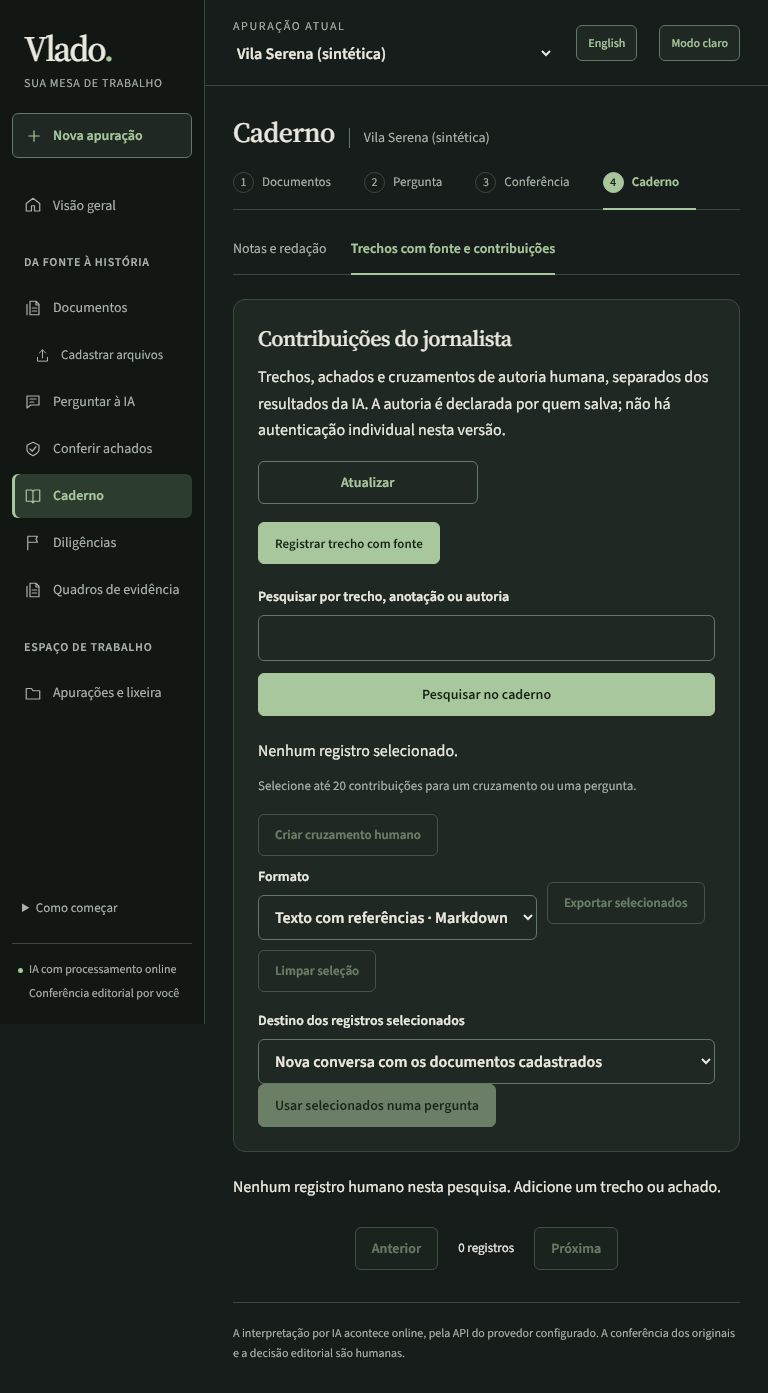 Vlado.
SUA MESA DE TRABALHO
Nova apuração
Visão geral
DA FONTE À HISTÓRIA
Documentos
Cadastrar arquivos
Perguntar à IA
Conferir achados
Caderno
Diligências
Quadros de evidência
ESPAÇO DE TRABALHO
Apurações e lixeira
Como começar
IA com processamento online
Conferência editorial por você
APURAÇÃO ATUAL
Vila Serena (sintética)
English
Modo claro
Caderno
Vila Serena (sintética)
1 Documentos
2 Pergunta
3 Conferência
4 Caderno
Notas e redação
Trechos com fonte e contribuições
Contribuições do jornalista
Trechos, achados e cruzamentos de autoria humana, separados dos
resultados da IA. A autoria é declarada por quem salva; não há
autenticação individual nesta versão.
Atualizar
Registrar trecho com fonte
Pesquisar por trecho, anotação ou autoria
Pesquisar no caderno
Nenhum registro selecionado.
Selecione até 20 contribuições para um cruzamento ou uma pergunta.
Criar cruzamento humano
Formato
Texto com referências · Markdown
Exportar selecionados
Limpar seleção
Destino dos registros selecionados
Nova conversa com os documentos cadastrados
Usar selecionados numa pergunta
Nenhum registro humano nesta pesquisa. Adicione um trecho ou achado.
Anterior
0 registros
Próxima
A interpretação por IA acontece online, pela API do provedor configurado. A conferência dos originais
e a decisão editorial são humanas.